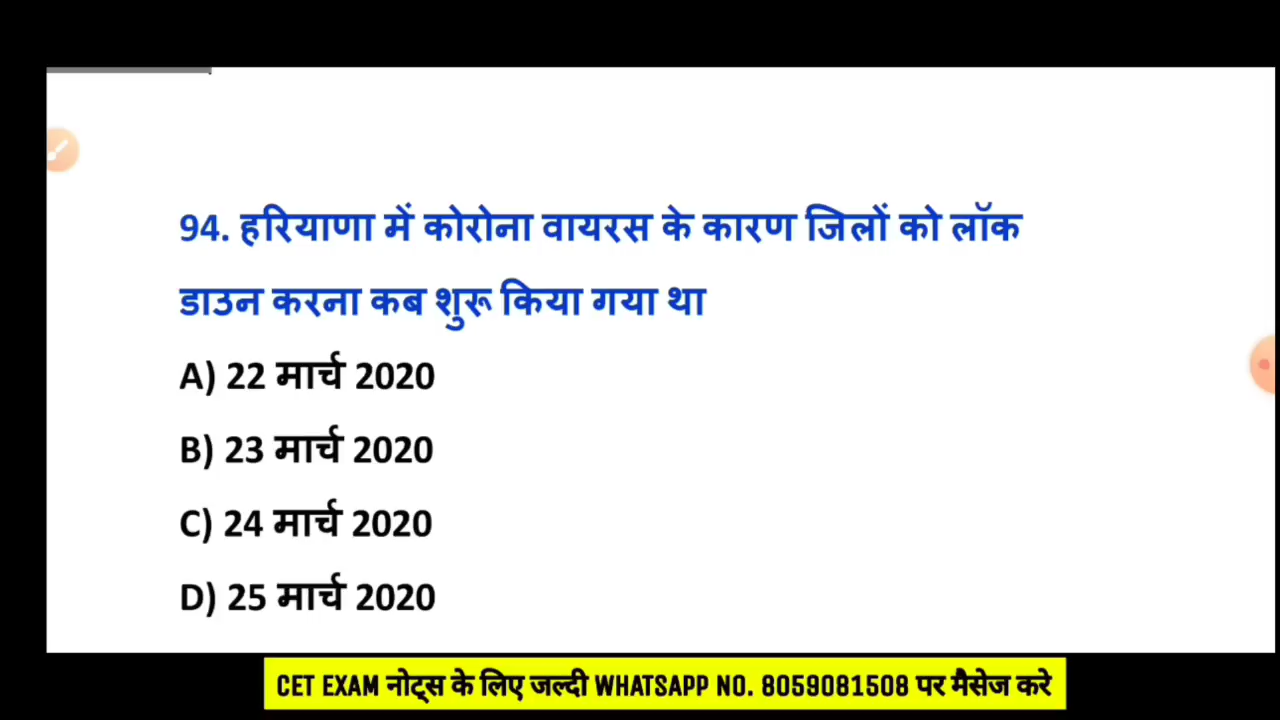 94. हरियाणा में कोरोना वायरस के कारण जिलों को लॉक
डाउन करना कब शुरू किया गया था
A) 22 मार्च 2020
B) 23 मार्च 2020
C) 24 मार्च 2020
D) 25 मार्च 2020
CET EXAM नोट्स के लिए जल्दी WHATSAPP NO. 8059081508 पर मैसेज करे